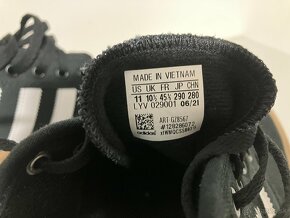 MADE IN VIETNAM
US UK FR JP CHN
11 10½ 45⅓ 290 280
LYV 029001 06/21
ART GZ8567
adidas